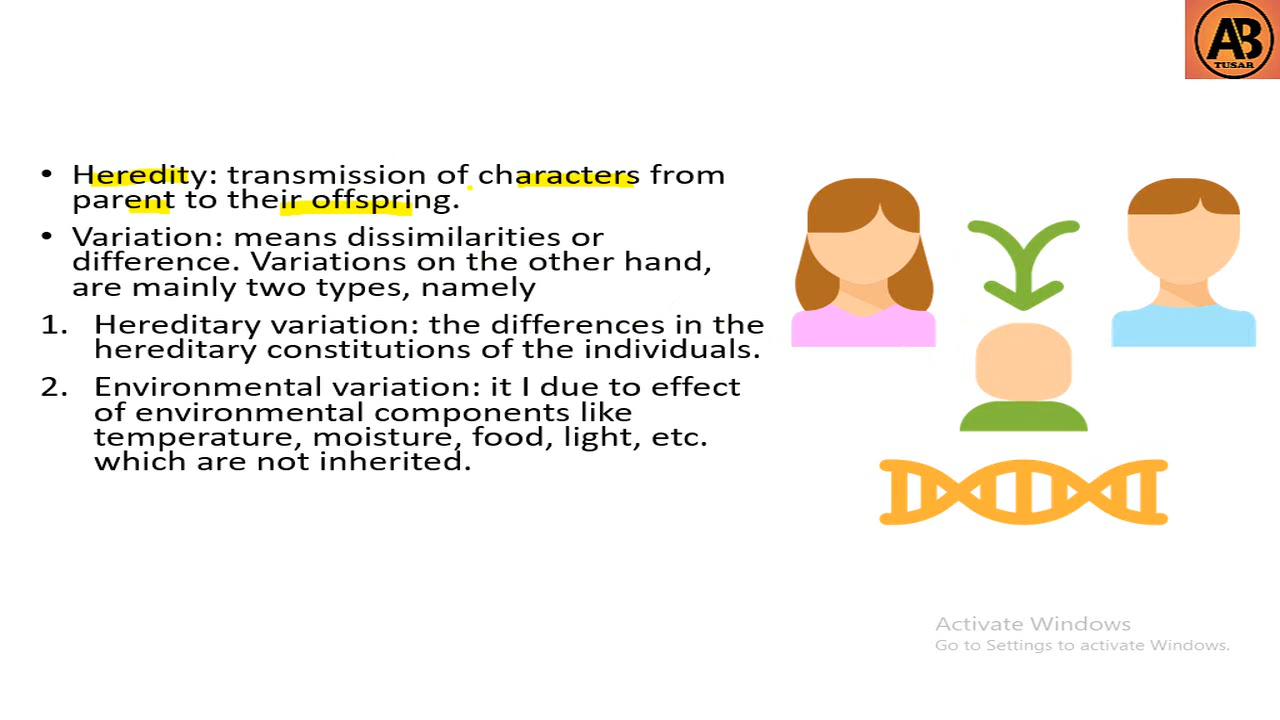 AB
TUSAR
• Heredity: transmission of characters from
parent to their offspring.
• Variation: means dissimilarities or
difference. Variations on the other hand,
are mainly two types, namely
1. Hereditary variation: the differences in the
hereditary constitutions of the individuals.
2. Environmental variation: it I due to effect
of environmental components like
temperature, moisture, food, light, etc.
which are not inherited.
Activate Windows
Go to Settings to activate Windows.